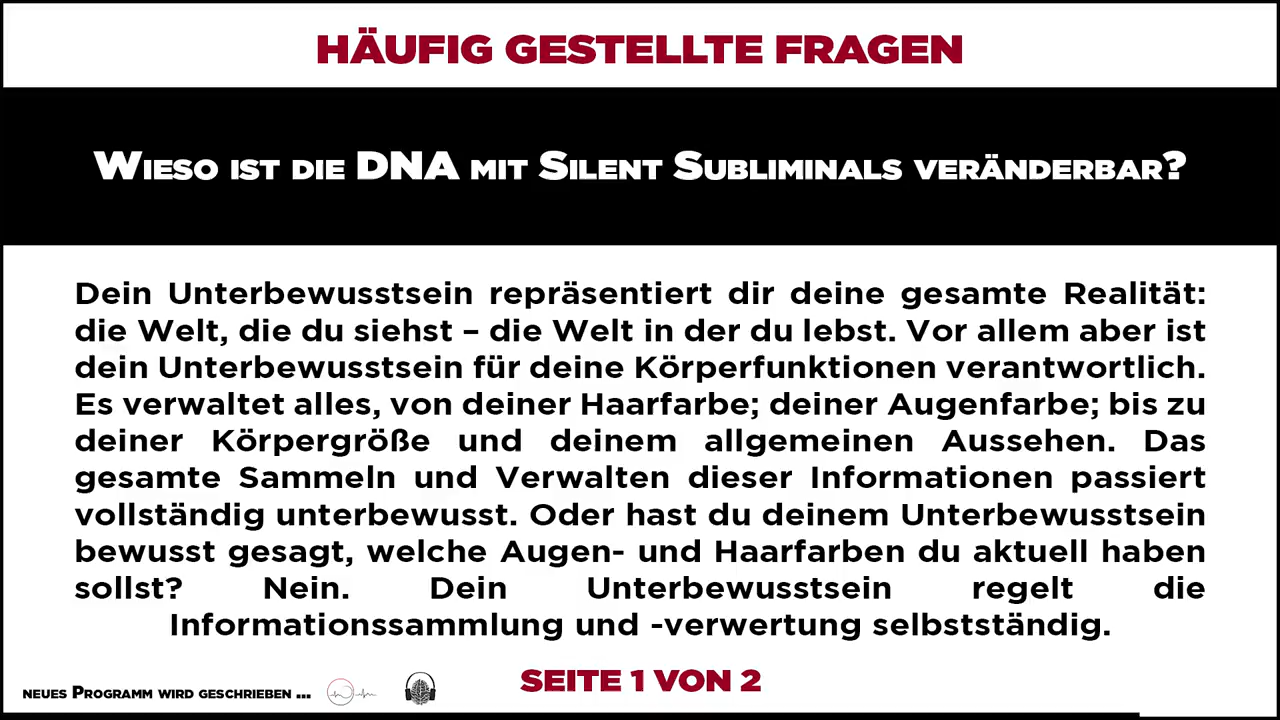 HÄUFIG GESTELLTE FRAGEN
Wieso ist die DNA mit Silent Subliminals veränderbar?
Dein Unterbewusstsein repräsentiert dir deine gesamte Realität:
die Welt, die du siehst – die Welt in der du lebst. Vor allem aber ist
dein Unterbewusstsein für deine Körperfunktionen verantwortlich.
Es verwaltet alles, von deiner Haarfarbe; deiner Augenfarbe; bis zu
deiner Körpergröße und deinem allgemeinen Aussehen. Das
gesamte Sammeln und Verwalten dieser Informationen passiert
vollständig unterbewusst. Oder hast du deinem Unterbewusstsein
bewusst gesagt, welche Augen- und Haarfarben du aktuell haben
sollst? Nein. Dein Unterbewusstsein regelt die
Informationssammlung und -verwertung selbstständig.
neues Programm wird geschrieben ...
SEITE 1 VON 2